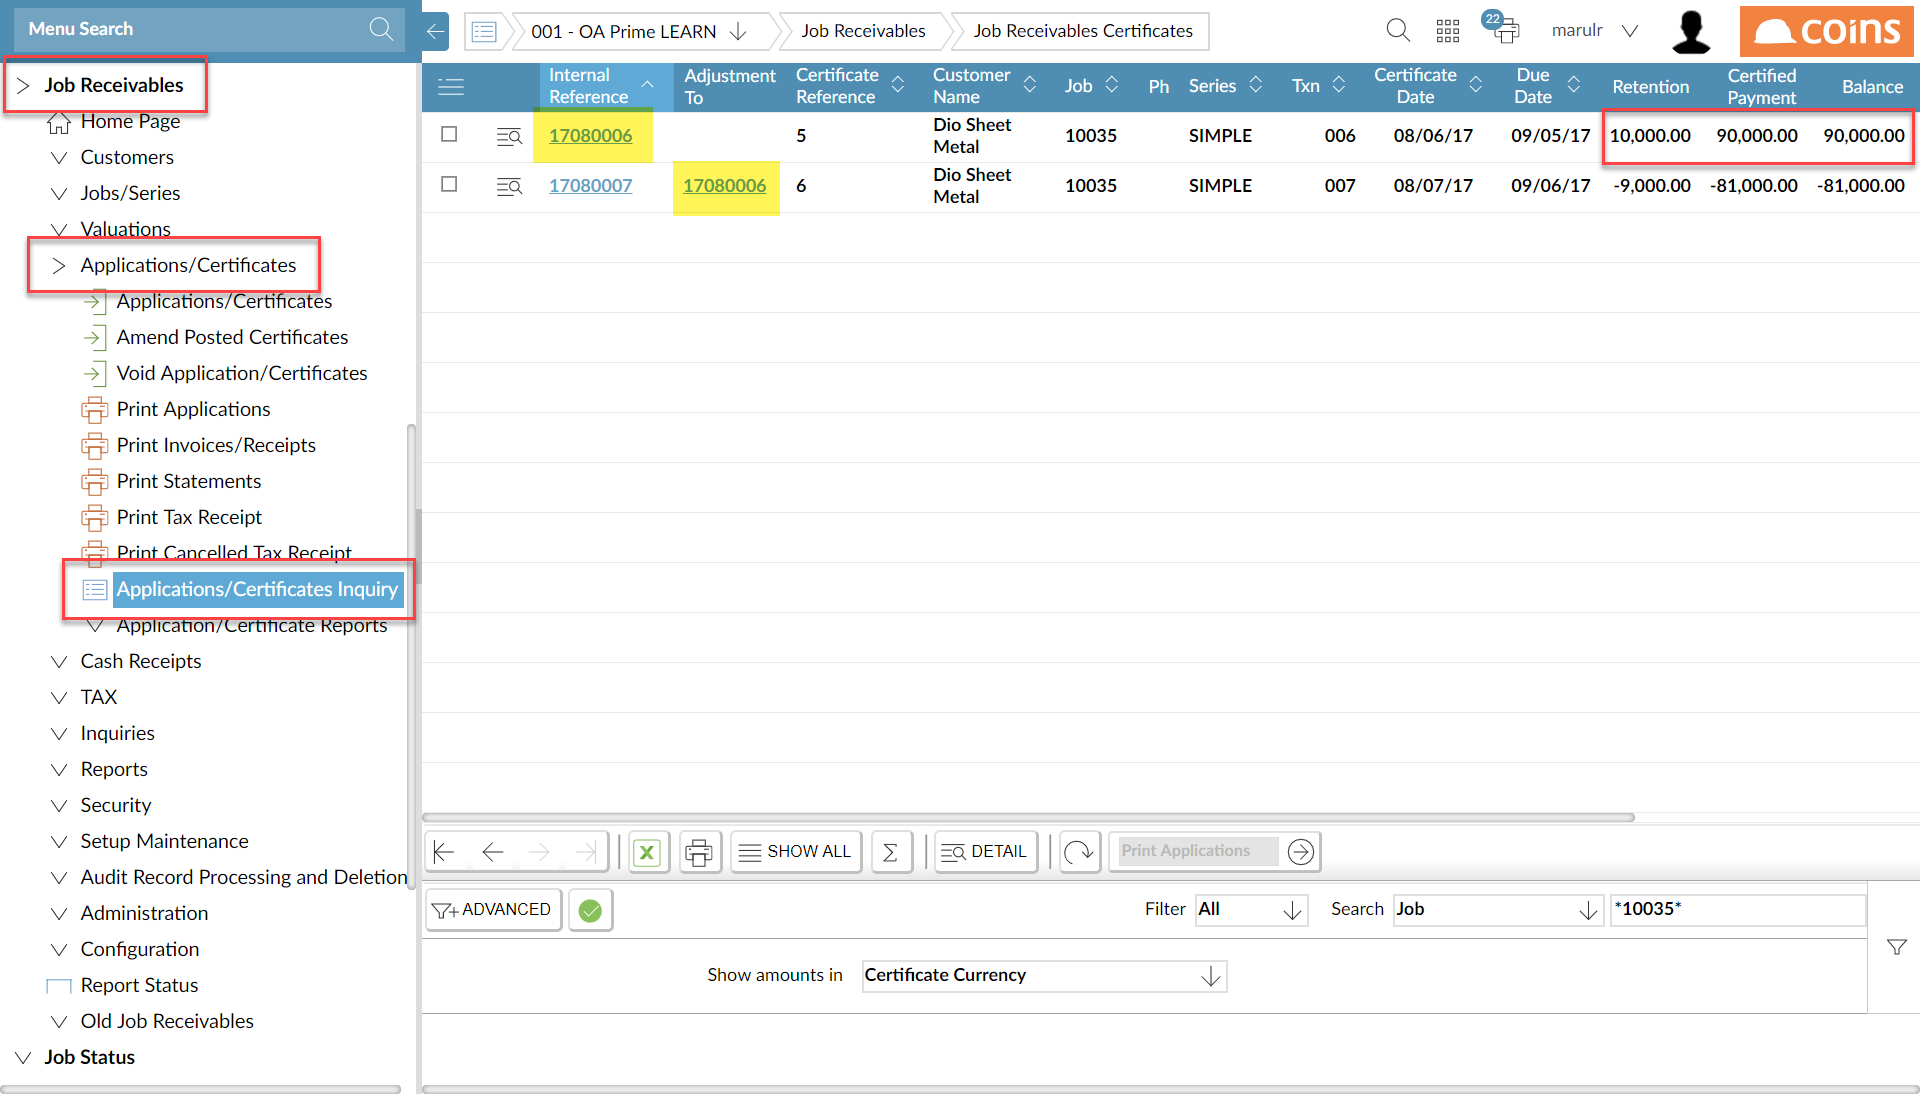 Menu Search
Job Receivables
Home Page
Customers
Jobs/Series
Valuations
Applications/Certificates
Applications/Certificates
Amend Posted Certificates
Void Application/Certificates
Print Applications
Print Invoices/Receipts
Print Statements
Print Tax Receipt
Print Cancelled Tax Receipt
Applications/Certificates Inquiry
Application/Certificate Reports
Cash Receipts
TAX
Inquiries
Reports
Security
Setup Maintenance
Audit Record Processing and Deletion
Administration
Configuration
Report Status
Old Job Receivables
Job Status
001 - OA Prime LEARN
Job Receivables
Job Receivables Certificates
22
marulr
coins
Internal Reference
Adjustment To
Certificate Reference
Customer Name
Job
Ph
Series
Txn
Certificate Date
Due Date
Retention
Certified Payment
Balance
17080006 5 Dio Sheet Metal 10035 SIMPLE 006 08/06/17 09/05/17 10,000.00 90,000.00 90,000.00
17080007 17080006 6 Dio Sheet Metal 10035 SIMPLE 007 08/07/17 09/06/17 -9,000.00 -81,000.00 -81,000.00
X
SHOW ALL
Σ
DETAIL
Print Applications
ADVANCED
Filter All Search Job *10035*
Show amounts in Certificate Currency